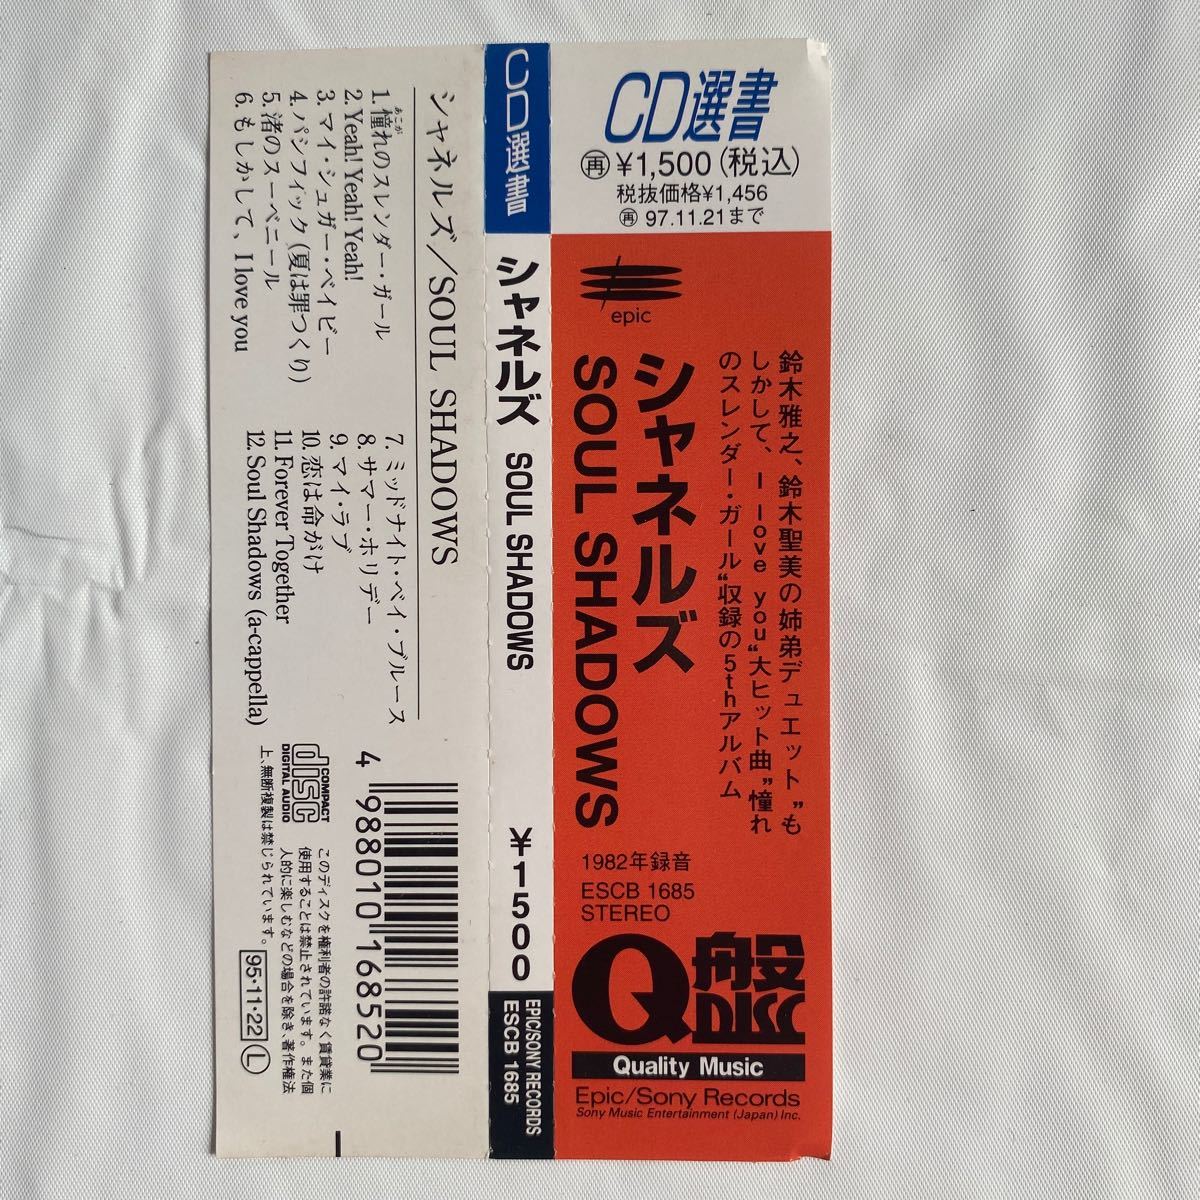 CD選書
再 ¥1,500(税込)
税抜価格¥1,456
再 97.11.21まで
epic
鈴木雅之、鈴木聖美の姉弟デュエット“も
しかして、I love you“大ヒット曲”憧れ
のスレンダー・ガール“収録の5thアルバム
シャネルズ
SOUL SHADOWS
1982年録音
ESCB 1685
STEREO
Q盤
DISC
Quality Music
Epic/Sony Records
Sony Music Entertainment (Japan) Inc.
CD選書
シャネルズ SOUL SHADOWS
¥1500
EPIC/SONY RECORDS
ESCB 1685
シャネルズ/SOUL SHADOWS
1. 憧れのスレンダー・ガール
あこが
2. Yeah! Yeah! Yeah!
3. マイ・シュガー・ベイビー
4. パシフィック(夏は罪つくり)
5. 渚のスーベニール
6. もしかして、I love you
7. ミッドナイト・ベイ・ブルース
8. サマー・ホリデー
9. マイ・ラブ
10. 恋は命がけ
11. Forever Together
12. Soul Shadows (a-cappella)
4 988010 168520
COMPACT
disc
DIGITAL AUDIO
このディスクを権利者の許諾なく賃貸業に
使用することは禁止されています。また個
人的に楽しむなどの場合を除き、著作権法
上、無断複製は禁じられています。
95・11・22 L